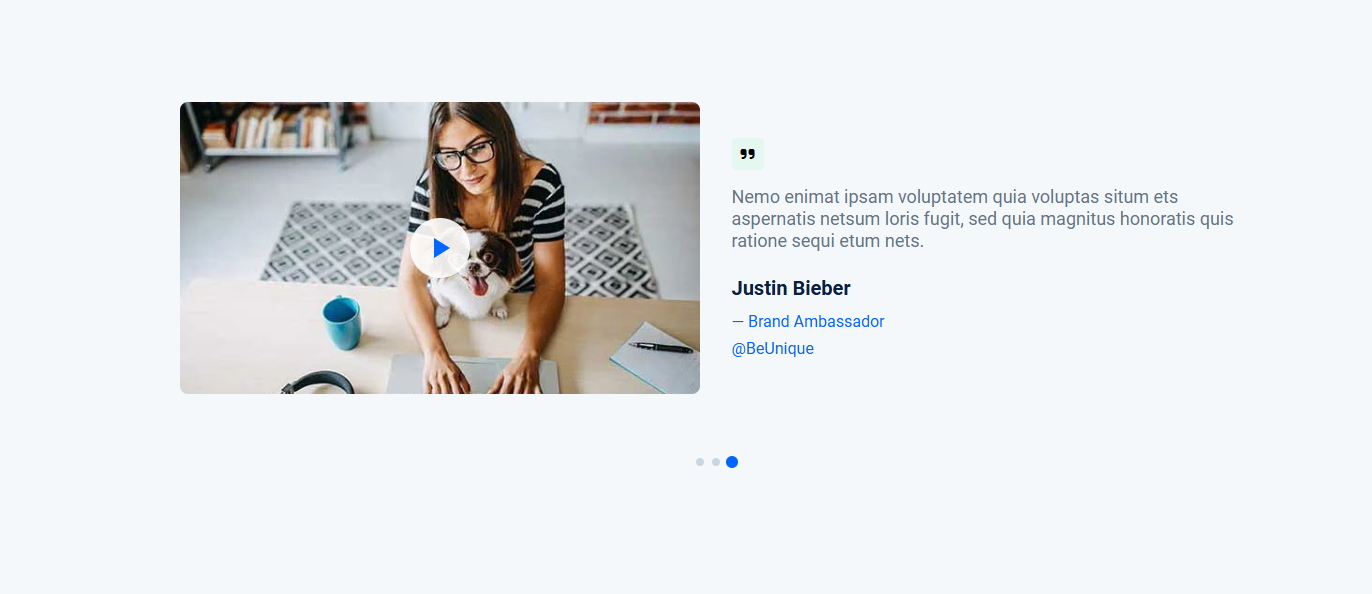 Nemo enimat ipsam voluptatem quia voluptas situm ets
aspernatis netsum loris fugit, sed quia magnitus honoratis quis
ratione sequi etum nets.
Justin Bieber
— Brand Ambassador
@BeUnique